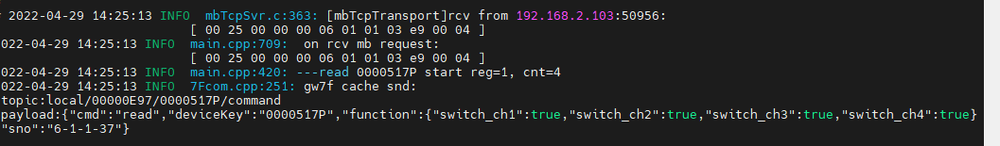 2022-04-29 14:25:13 INFO  mbTcpSvr.c:363: [mbTcpTransport]rcv from 192.168.2.103:50956:
[ 00 25 00 00 00 06 01 01 03 e9 00 04 ]
022-04-29 14:25:13 INFO  main.cpp:709:  on rcv mb request:
[ 00 25 00 00 00 06 01 01 03 e9 00 04 ]
022-04-29 14:25:13 INFO  main.cpp:420: ---read 0000517P start reg=1, cnt=4
022-04-29 14:25:13 INFO  7Fcom.cpp:251: gw7f cache snd:
topic:local/00000E97/0000517P/command
payload:{"cmd":"read","deviceKey":"0000517P","function":{"switch_ch1":true,"switch_ch2":true,"switch_ch3":true,"switch_ch4":true}
"sno":"6-1-1-37"}